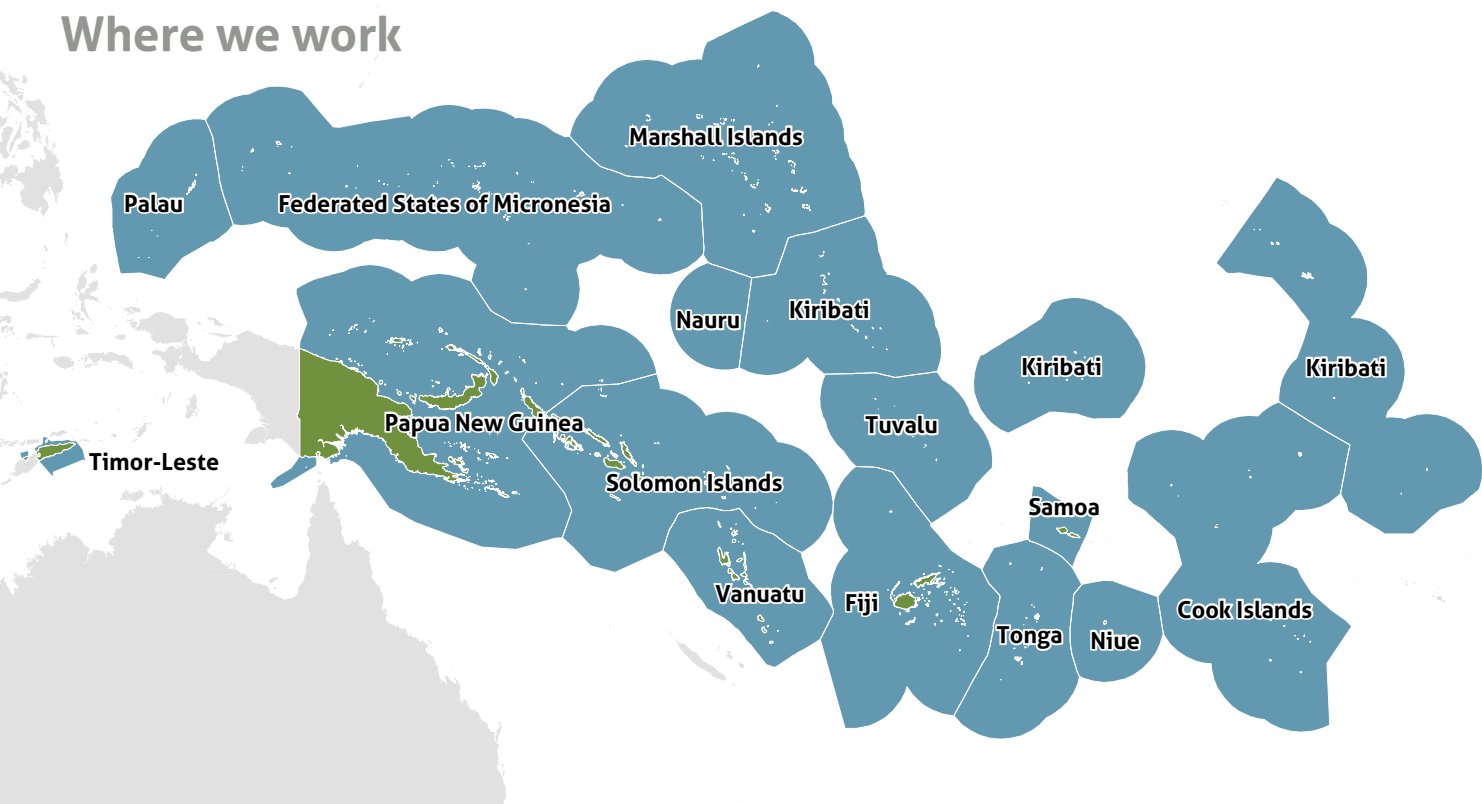 Where we work
Marshall Islands
Palau
Federated States of Micronesia
Nauru
Kiribati
Kiribati
Kiribati
Papua New Guinea
Tuvalu
Timor-Leste
Solomon Islands
Samoa
Vanuatu
Fiji
Tonga
Niue
Cook Islands